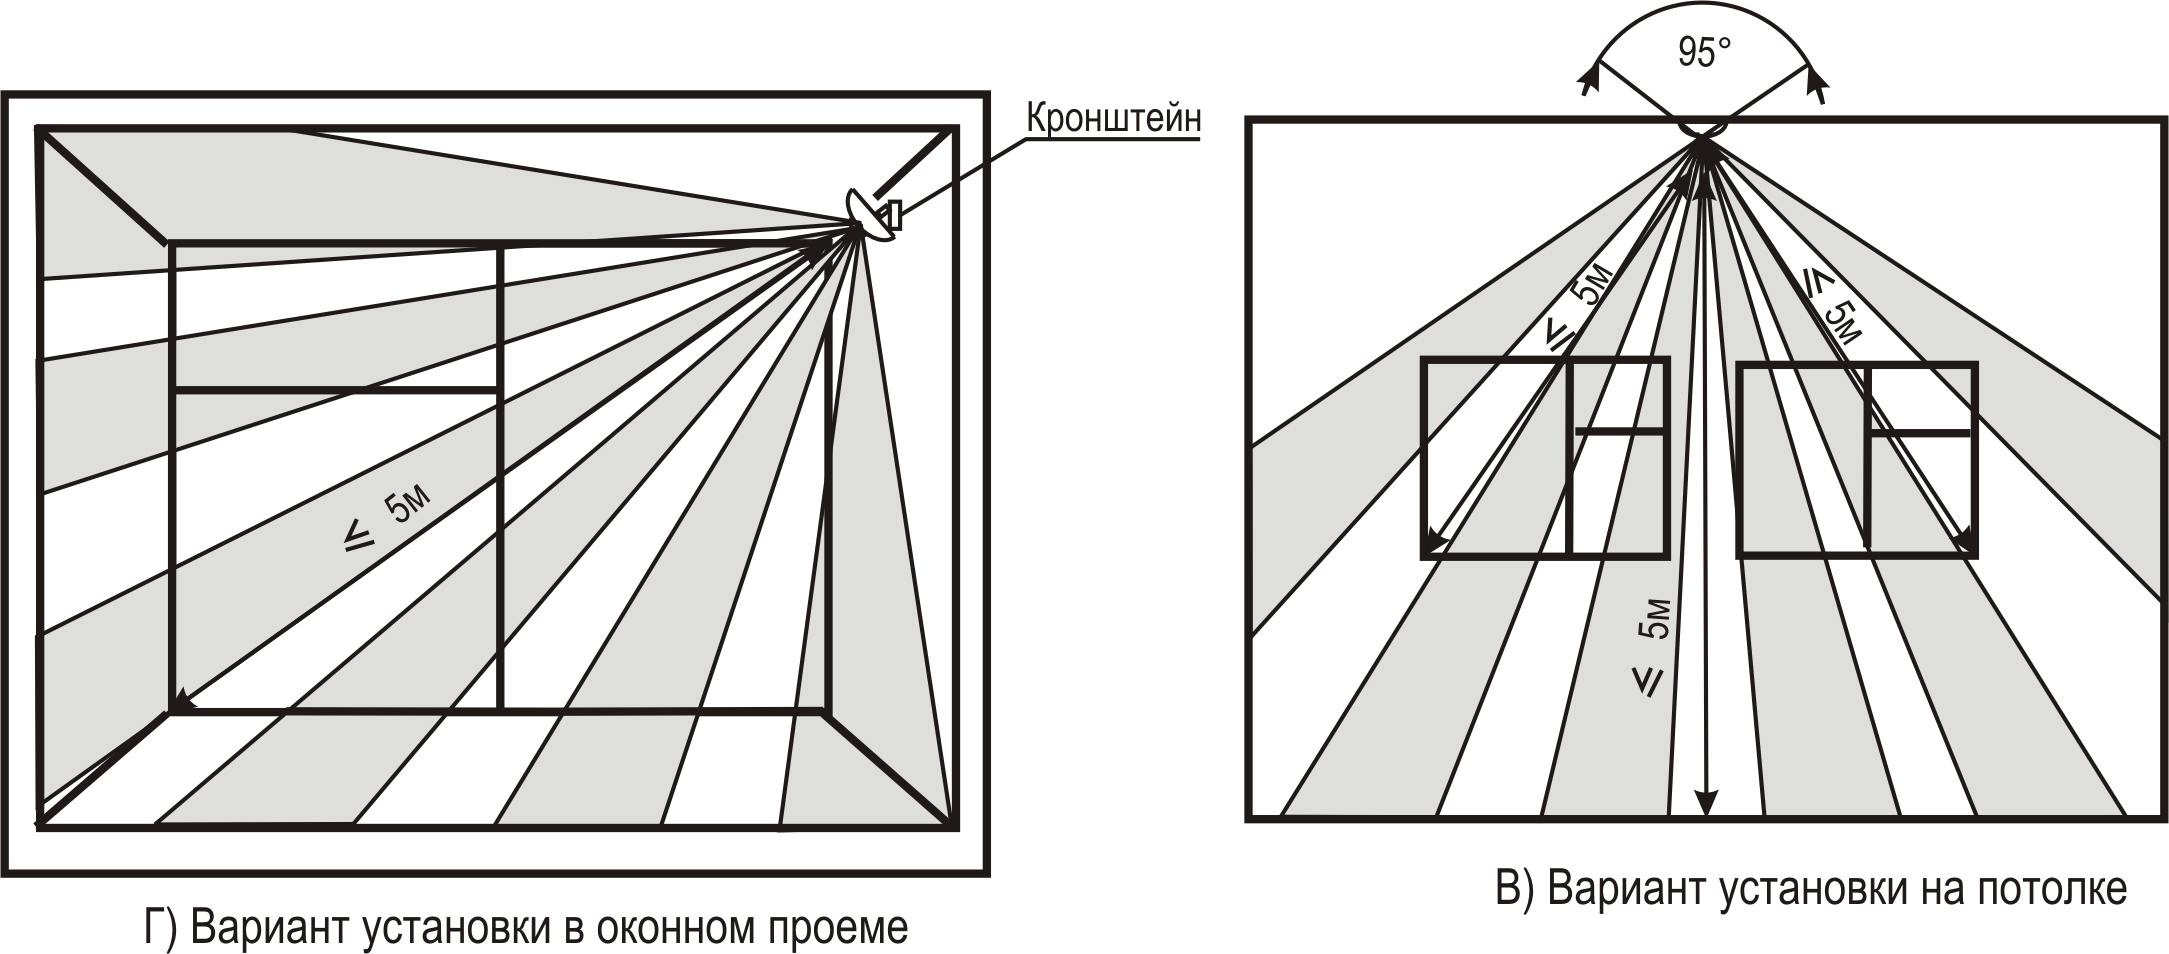 95°
Кронштейн
≤ 5м
≤ 5м
≤ 5м
≤ 5м
Г) Вариант установки в оконном проеме
В) Вариант установки на потолке